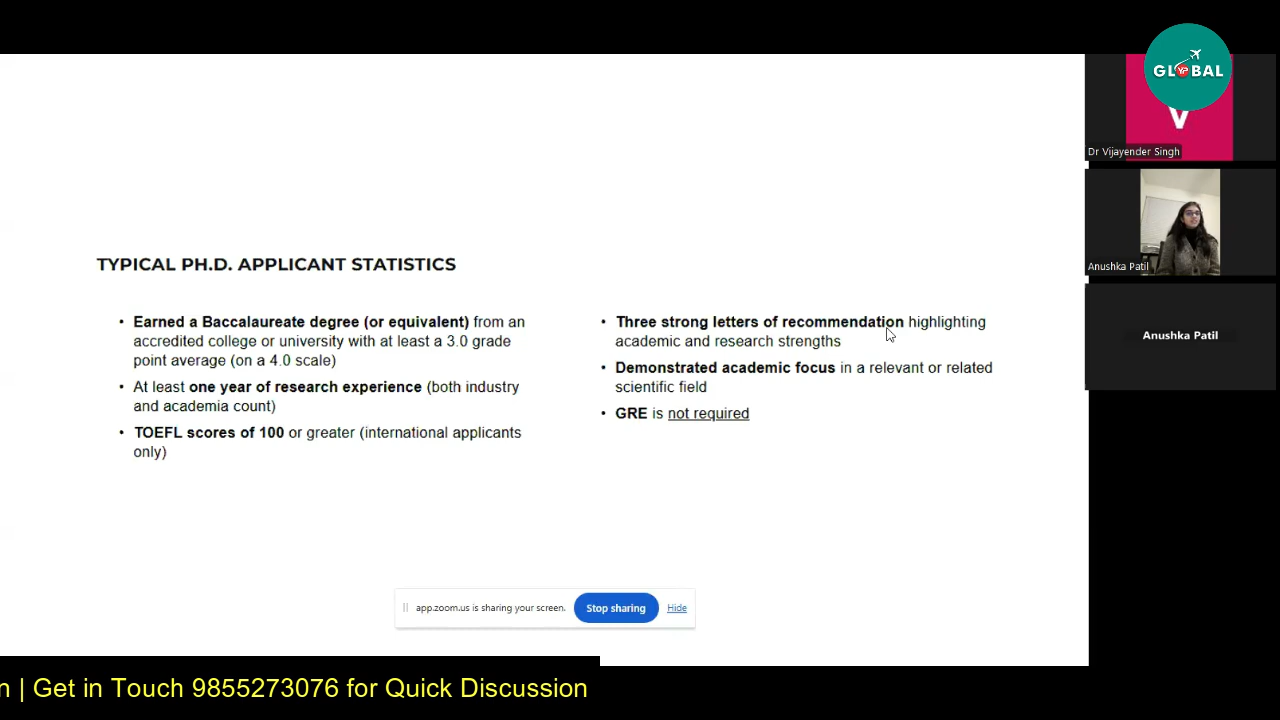 GLOBAL
YP
V
Dr Vijayender Singh
Anushka Patil
Anushka Patil
TYPICAL PH.D. APPLICANT STATISTICS
• Earned a Baccalaureate degree (or equivalent) from an
accredited college or university with at least a 3.0 grade
point average (on a 4.0 scale)
• At least one year of research experience (both industry
and academia count)
• TOEFL scores of 100 or greater (international applicants
only)
• Three strong letters of recommendation highlighting
academic and research strengths
• Demonstrated academic focus in a relevant or related
scientific field
• GRE is not required
app.zoom.us is sharing your screen. Stop sharing Hide
n | Get in Touch 9855273076 for Quick Discussion